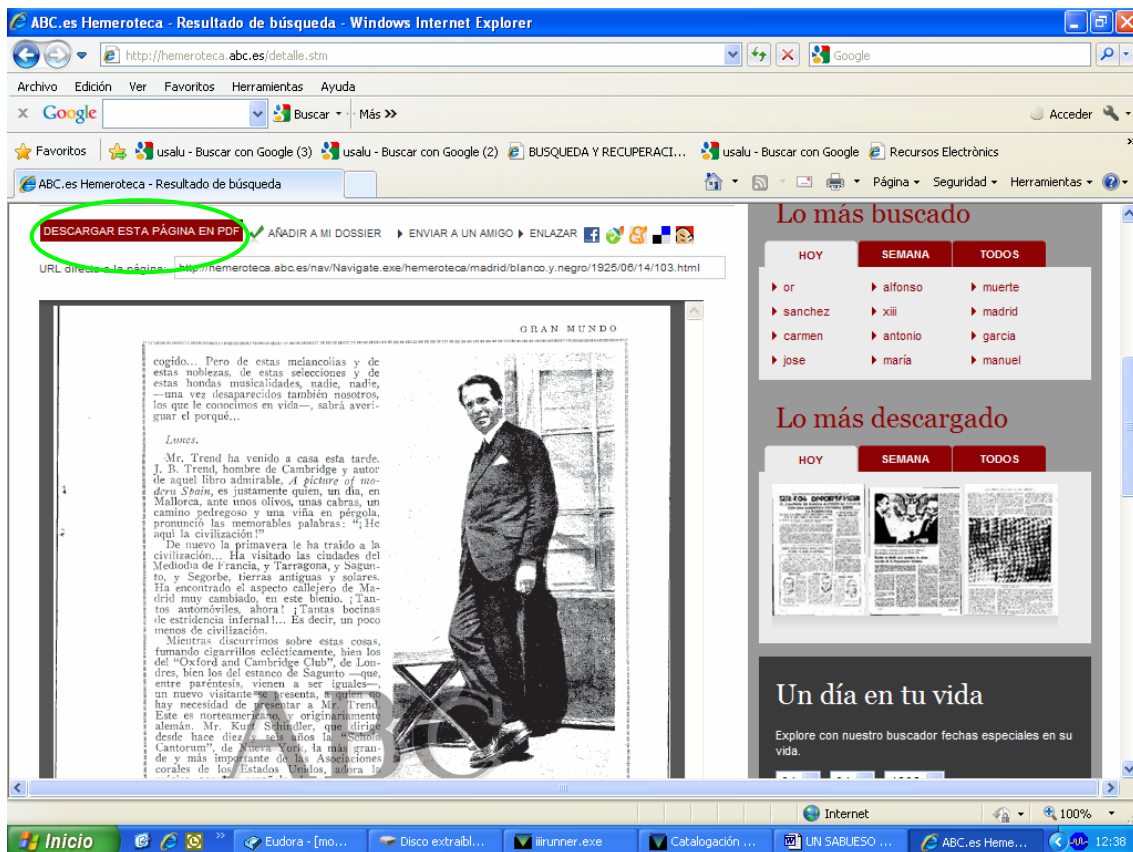 ABC.es Hemeroteca - Resultado de búsqueda - Windows Internet Explorer
http://hemeroteca.abc.es/detalle.stm
Google
Archivo Edición Ver Favoritos Herramientas Ayuda
x Google Buscar Más >> Acceder
Favoritos usalu - Buscar con Google (3) usalu - Buscar con Google (2) BUSQUEDA Y RECUPERACI... usalu - Buscar con Google Recursos Electrònics
ABC.es Hemeroteca - Resultado de búsqueda Página Seguridad Herramientas
DESCARGAR ESTA PÁGINA EN PDF AÑADIR A MI DOSSIER ENVIAR A UN AMIGO ENLAZAR
URL directa a la página: http://hemeroteca.abc.es/nav/Navigate.exe/hemeroteca/madrid/blanco.y.negro/1925/06/14/103.html
GRAN MUNDO
cogido... Pero de estas melancolias y de
estas noblezas, de estas selecciones y de
estas hondas musicalidades, nadie, nadie,
—una vez desaparecidos también nosotros,
los que le conocimos en vida—, sabrá averi-
guar el porqué...
Lunes.
Mr. Trend ha venido a casa esta tarde.
J. B. Trend, hombre de Cambridge y autor
de aquel libro admirable, A picture of mo-
dern Spain, es justamente quien, un día, en
Mallorca, ante unos olivos, unas cabras, un
camino pedregoso y una viña en pérgola,
pronunció las memorables palabras: "¡He
aquí la civilización!"
De nuevo la primavera le ha traído a la
civilización... Ha visitado las ciudades del
Mediodía de Francia, y Tarragona, y Sagun-
to, y Segorbe, tierras antiguas y solares.
Ha encontrado el aspecto callejero de Ma-
drid muy cambiado, en este bienio. ¡Tan-
tos automóviles, ahora! ¡Tantas bocinas
de estridencia infernal!... Es decir, un poco
menos de civilización.
Mientras discurrimos sobre estas cosas,
fumando cigarrillos eclécticamente, bien los
del "Oxford and Cambridge Club", de Lon-
dres, bien los del estanco de Sagunto —que,
entre paréntesis, vienen a ser iguales—,
un nuevo visitante se presenta, a quien no
hay necesidad de presentar a Mr. Trend.
Este es norteamericano, y originariamente
alemán. Mr. Kurt Schindler, que dirige
desde hace diez y seis años la "Schola
Cantorum", de Nueva York, la más gran-
de y más importante de las Asociaciones
corales de los Estados Unidos, adora la
ABC
Lo más buscado
HOY SEMANA TODOS
or alfonso muerte
sanchez xiii madrid
carmen antonio garcia
jose maría manuel
Lo más descargado
HOY SEMANA TODOS
Un día en tu vida
Explore con nuestro buscador fechas especiales en su
vida.
Internet 100%
Inicio Eudora - [mo... Disco extraíbl... iiirunner.exe Catalogación ... UN SABUESO ... ABC.es Heme... 12:38